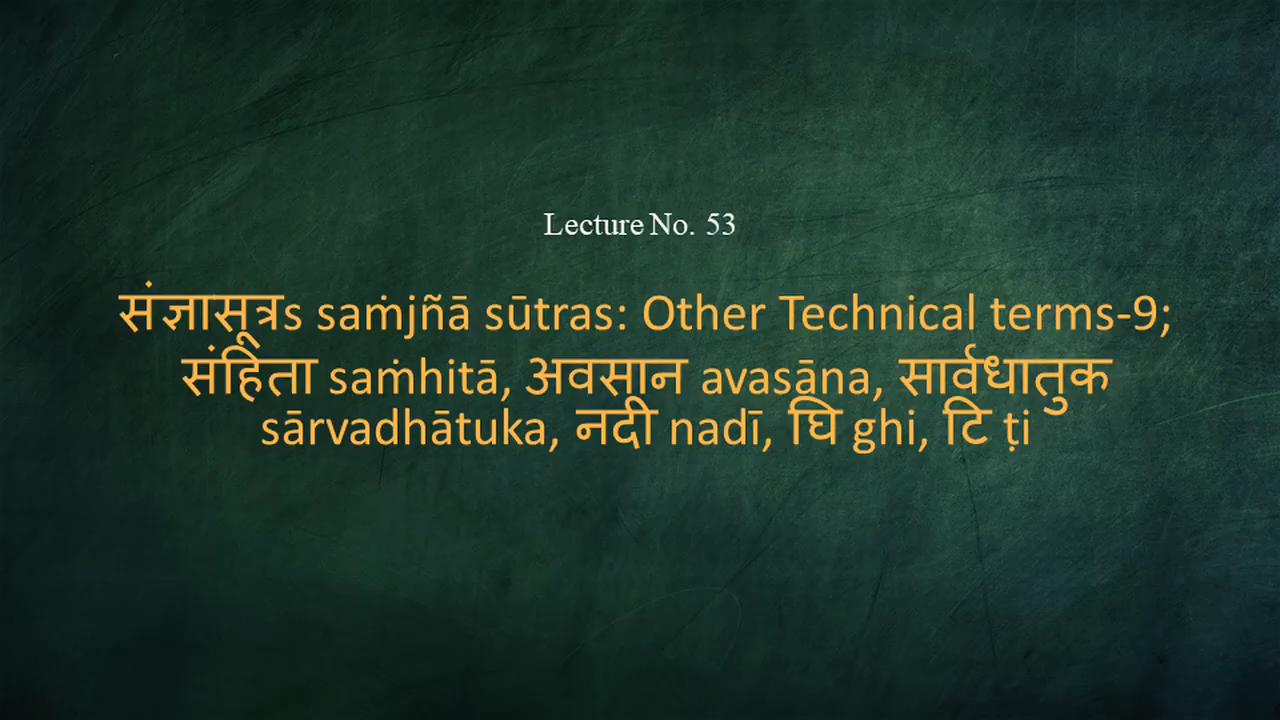 Lecture No. 53
संज्ञासूत्रs saṁjñā sūtras: Other Technical terms-9;
संहिता saṁhitā, अवसान avasāna, सार्वधातुक
sārvadhātuka, नदी nadī, घि ghi, टि ṭi